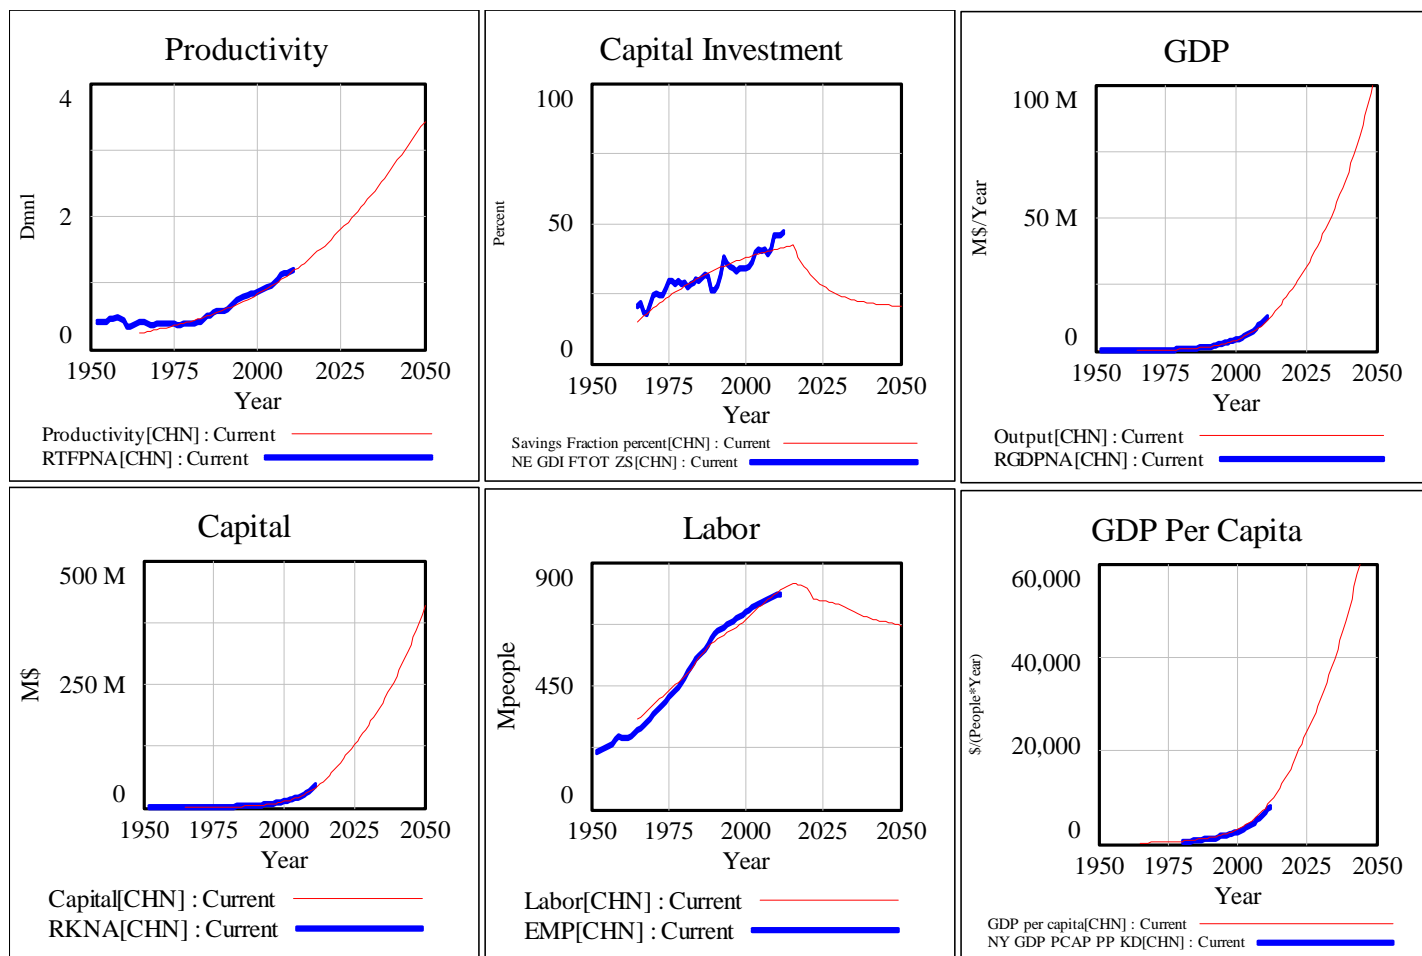 Productivity
4
2
0
Dmnl
1950 1975 2000 2025 2050
Year
Productivity[CHN] : Current
RTFPNA[CHN] : Current
Capital Investment
100
50
0
Percent
1950 1975 2000 2025 2050
Year
Savings Fraction percent[CHN] : Current
NE GDI FTOT ZS[CHN] : Current
GDP
100 M
50 M
0
M$/Year
1950 1975 2000 2025 2050
Year
Output[CHN] : Current
RGDPNA[CHN] : Current
Capital
500 M
250 M
0
M$
1950 1975 2000 2025 2050
Year
Capital[CHN] : Current
RKNA[CHN] : Current
Labor
900
450
0
Mpeople
1950 1975 2000 2025 2050
Year
Labor[CHN] : Current
EMP[CHN] : Current
GDP Per Capita
60,000
40,000
20,000
0
$/(People*Year)
1950 1975 2000 2025 2050
Year
GDP per capita[CHN] : Current
NY GDP PCAP PP KD[CHN] : Current